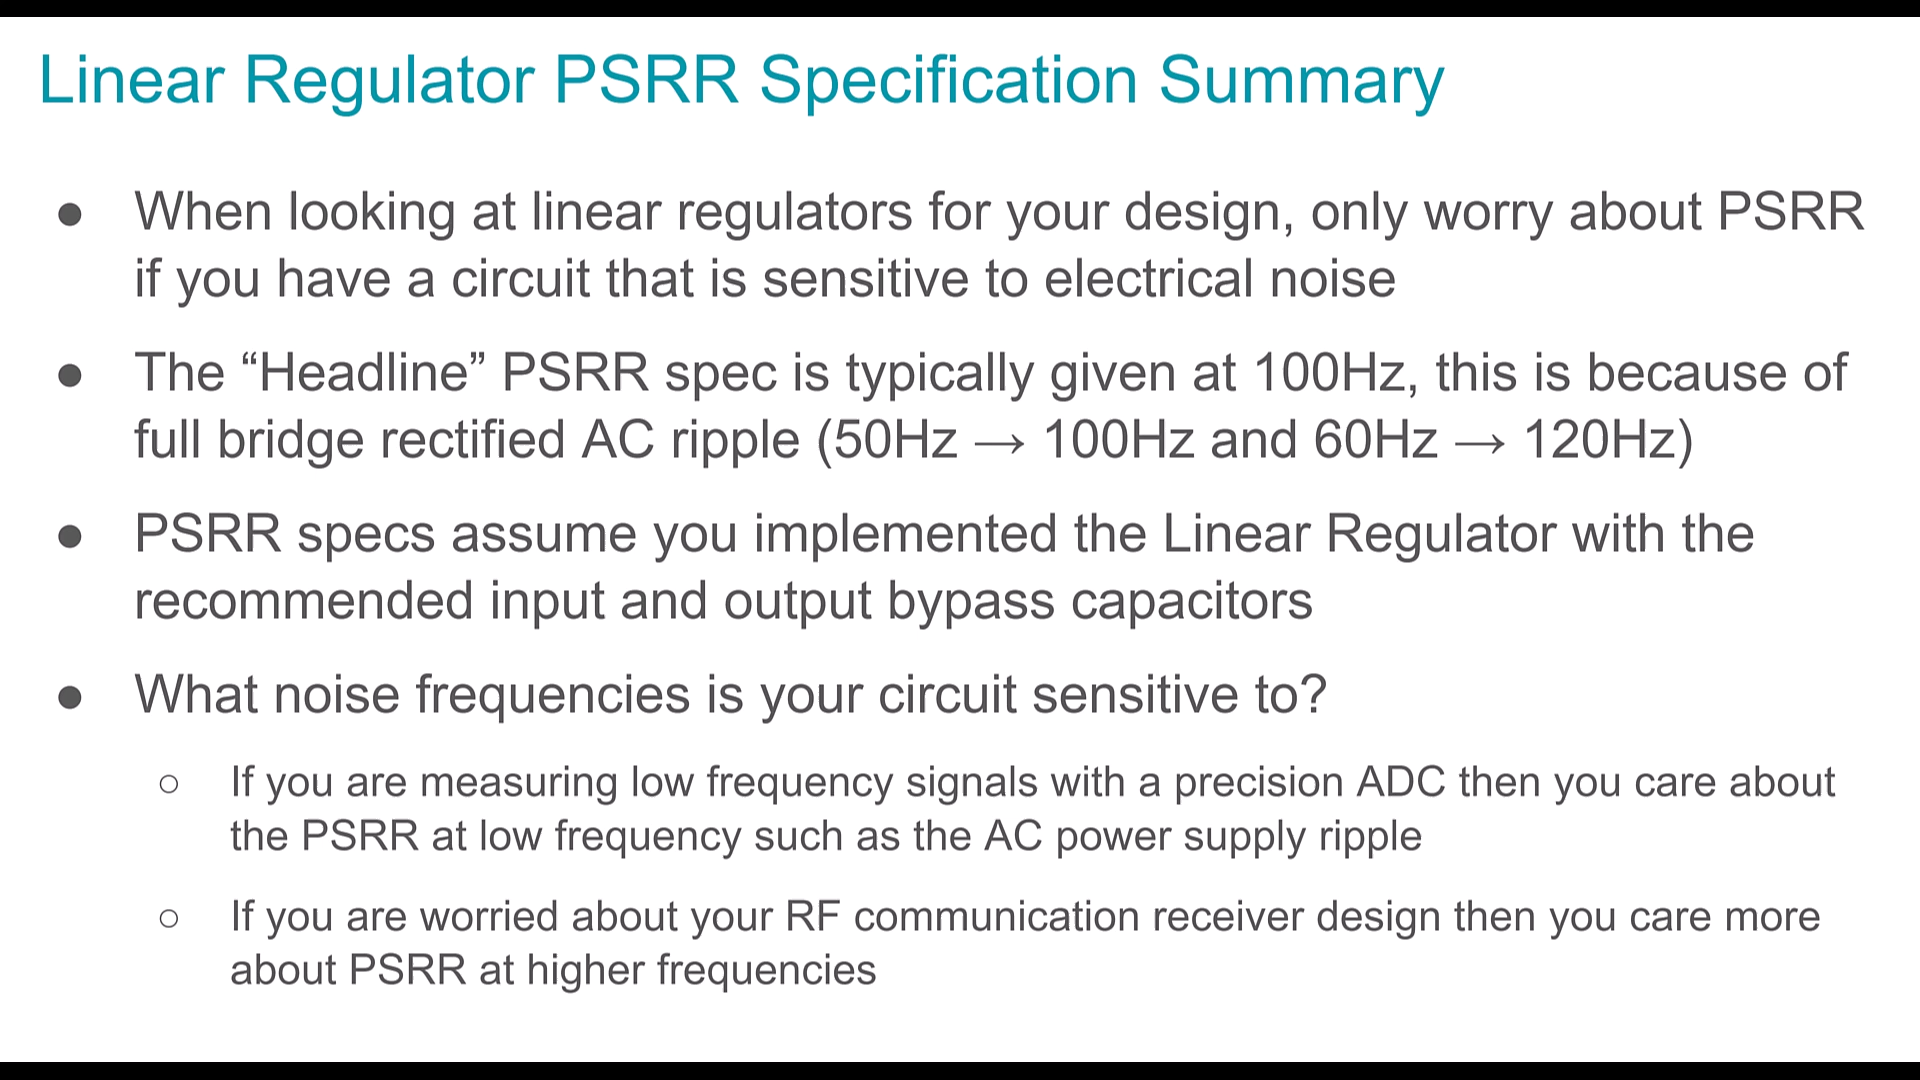 Linear Regulator PSRR Specification Summary
● When looking at linear regulators for your design, only worry about PSRR
if you have a circuit that is sensitive to electrical noise
● The “Headline” PSRR spec is typically given at 100Hz, this is because of
full bridge rectified AC ripple (50Hz → 100Hz and 60Hz → 120Hz)
● PSRR specs assume you implemented the Linear Regulator with the
recommended input and output bypass capacitors
● What noise frequencies is your circuit sensitive to?
○ If you are measuring low frequency signals with a precision ADC then you care about
the PSRR at low frequency such as the AC power supply ripple
○ If you are worried about your RF communication receiver design then you care more
about PSRR at higher frequencies